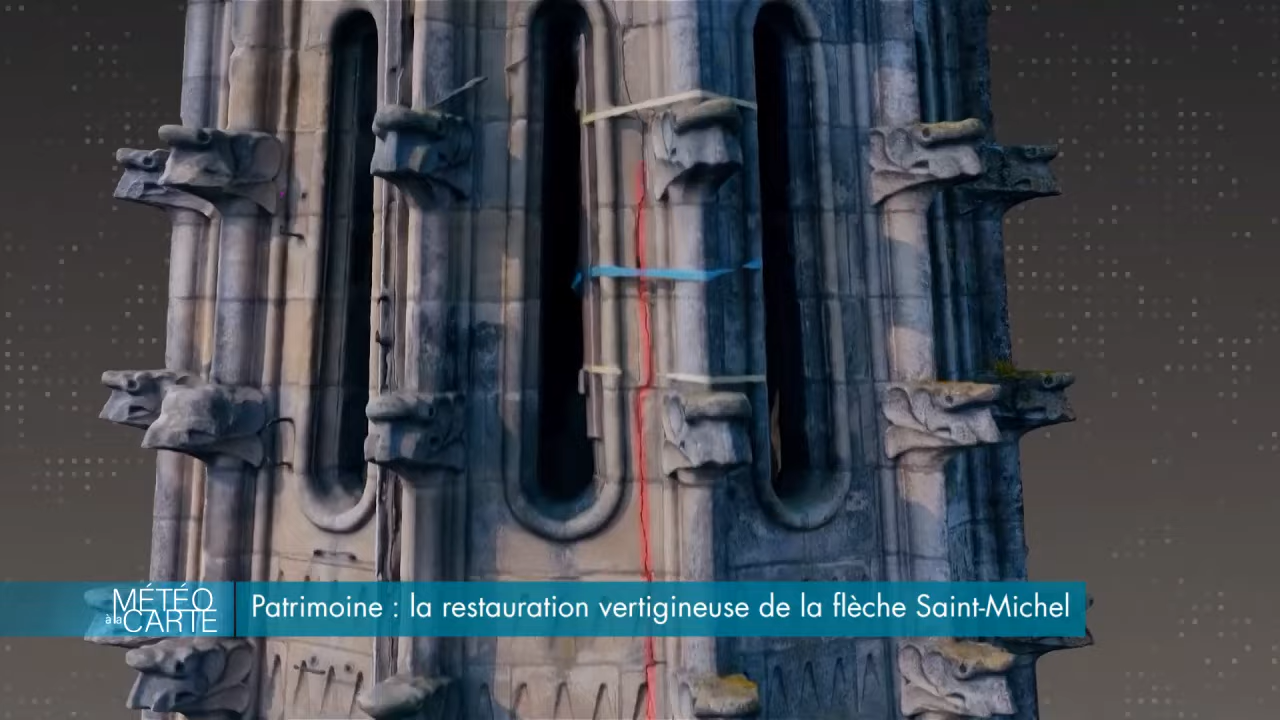 MÉTÉO
à la CARTE
Patrimoine : la restauration vertigineuse de la flèche Saint-Michel